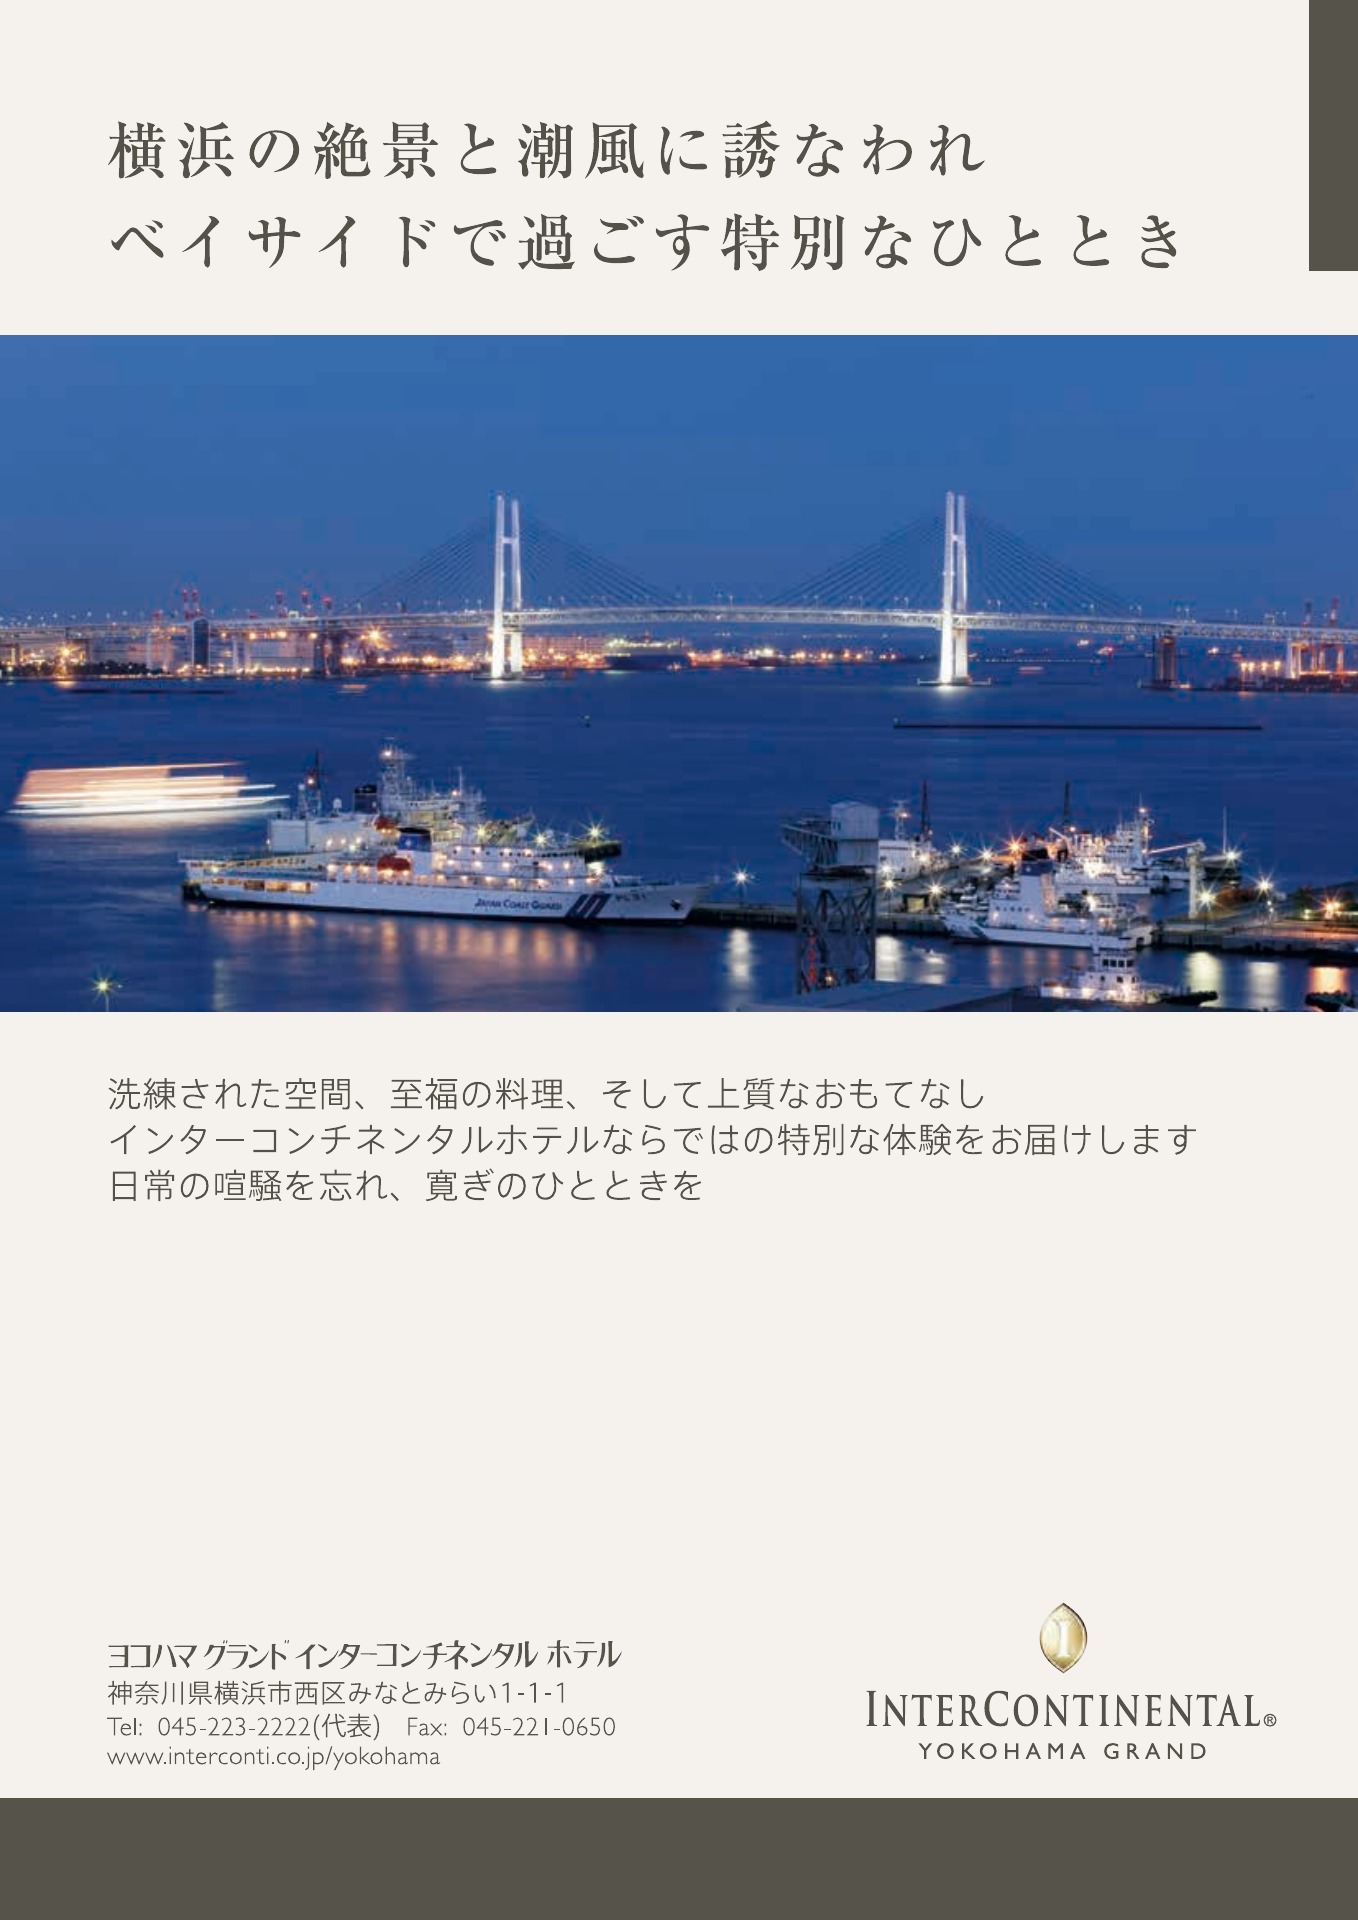 横浜の絶景と潮風に誘なわれ
ベイサイドで過ごす特別なひととき
JAPAN COAST GUARD
洗練された空間、至福の料理、そして上質なおもてなし
インターコンチネンタルホテルならではの特別な体験をお届けします
日常の喧騒を忘れ、寛ぎのひとときを
ヨコハマ グランド インターコンチネンタル ホテル
神奈川県横浜市西区みなとみらい1-1-1
Tel: 045-223-2222(代表) Fax: 045-221-0650
www.interconti.co.jp/yokohama
I
INTERCONTINENTAL®
YOKOHAMA GRAND